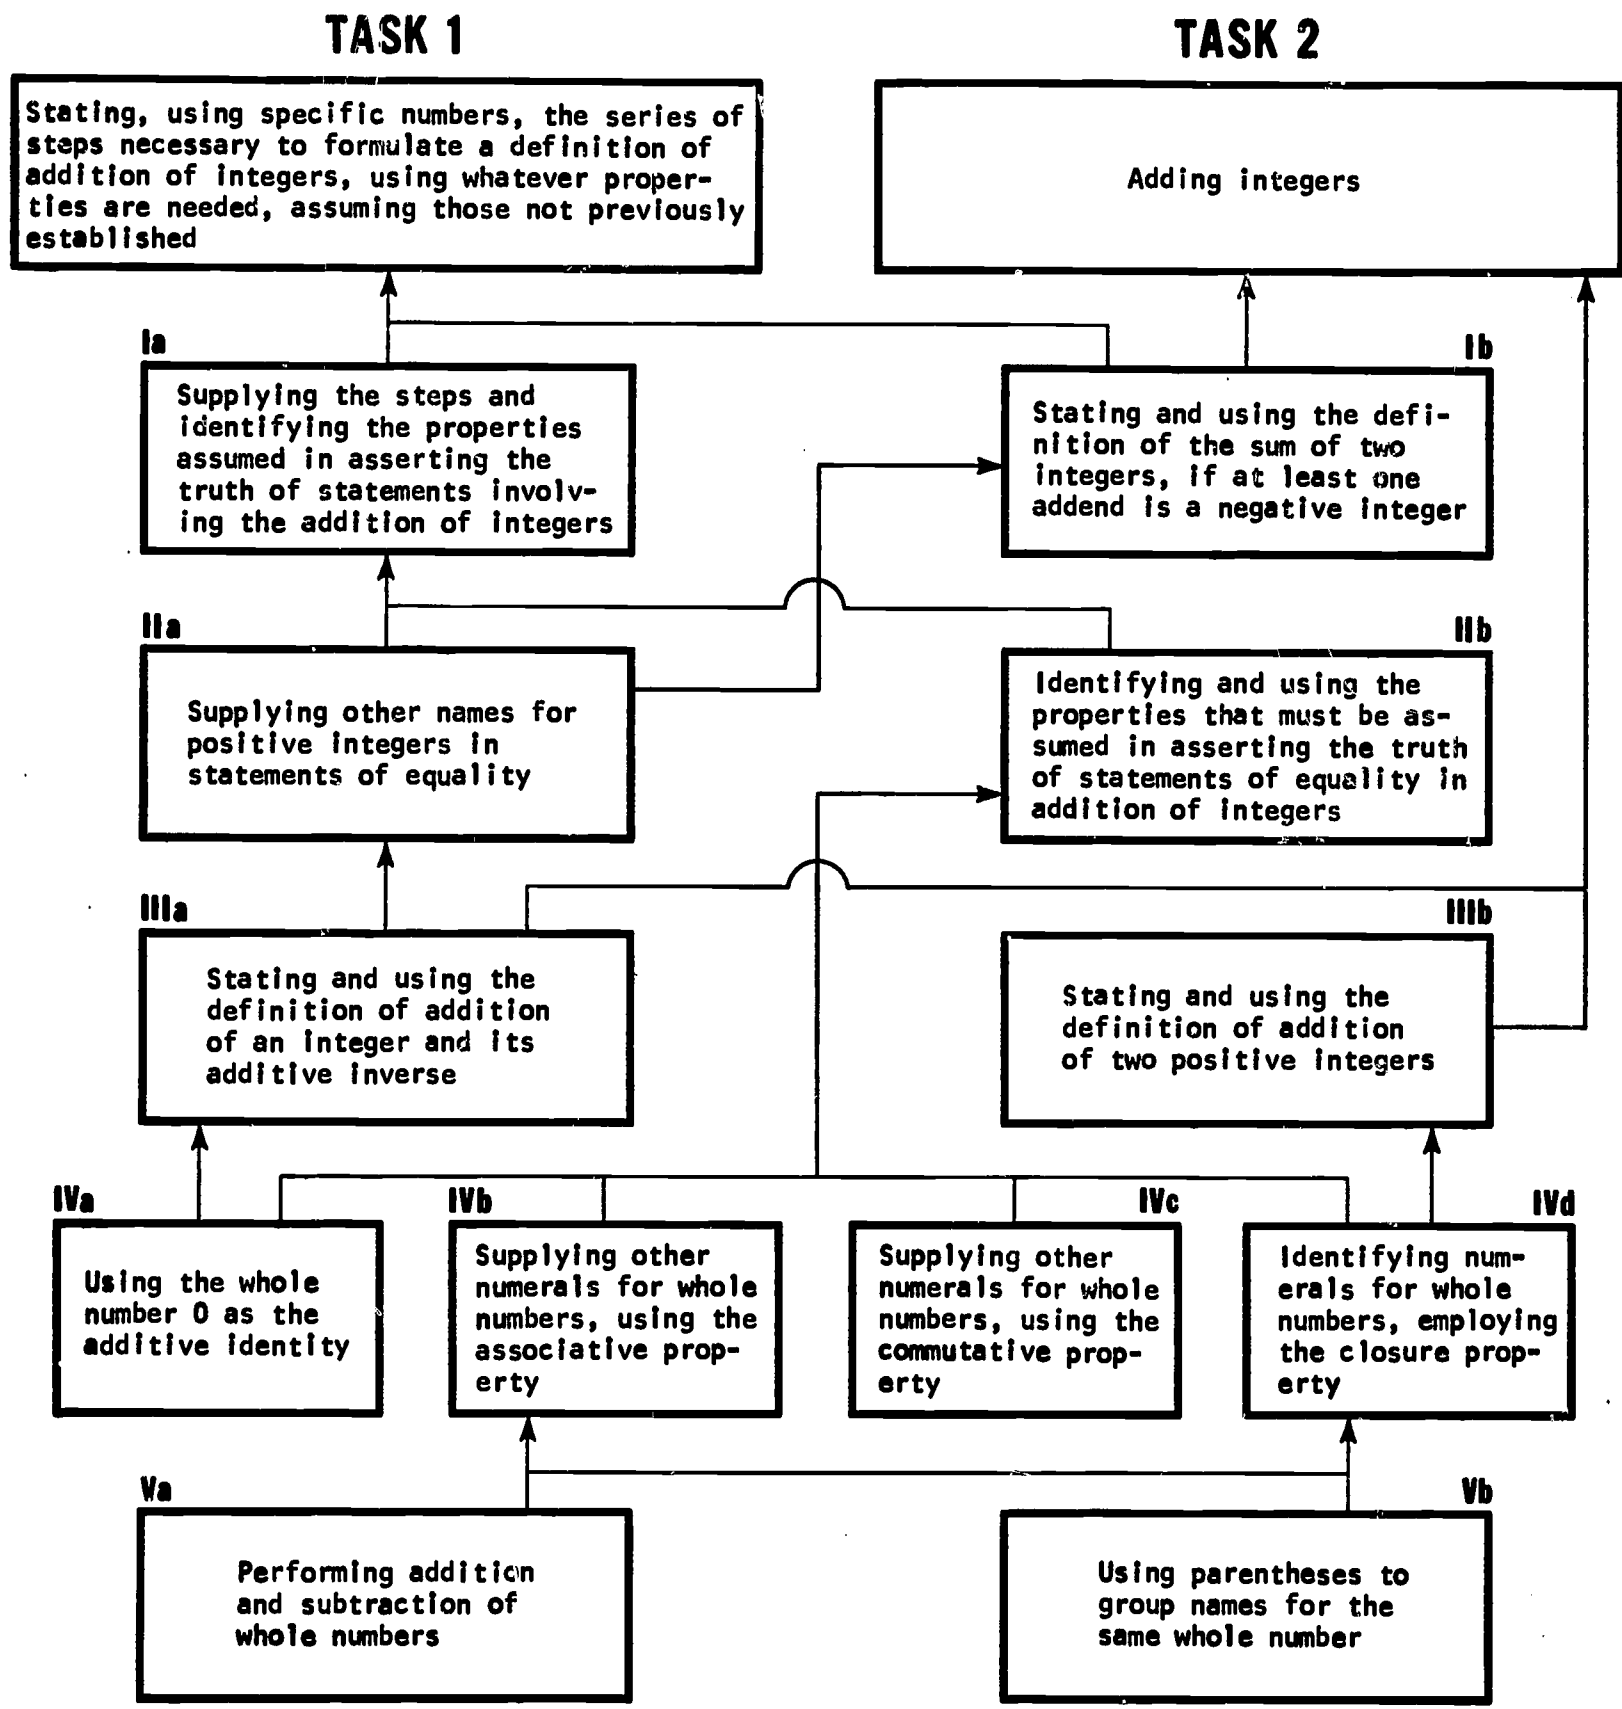 TASK 1
TASK 2
Stating, using specific numbers, the series of
steps necessary to formulate a definition of
addition of integers, using whatever proper-
ties are needed, assuming those not previously
established
Adding integers
Ia
Supplying the steps and
identifying the properties
assumed in asserting the
truth of statements involv-
ing the addition of integers
Ib
Stating and using the defi-
nition of the sum of two
integers, if at least one
addend is a negative integer
IIa
Supplying other names for
positive integers in
statements of equality
IIb
Identifying and using the
properties that must be as-
sumed in asserting the truth
of statements of equality in
addition of integers
IIIa
Stating and using the
definition of addition
of an integer and its
additive inverse
IIIb
Stating and using the
definition of addition
of two positive integers
IVa
Using the whole
number 0 as the
additive identity
IVb
Supplying other
numerals for whole
numbers, using the
associative prop-
erty
IVc
Supplying other
numerals for whole
numbers, using the
commutative prop-
erty
IVd
Identifying num-
erals for whole
numbers, employing
the closure prop-
erty
Va
Performing addition
and subtraction of
whole numbers
Vb
Using parentheses to
group names for the
same whole number